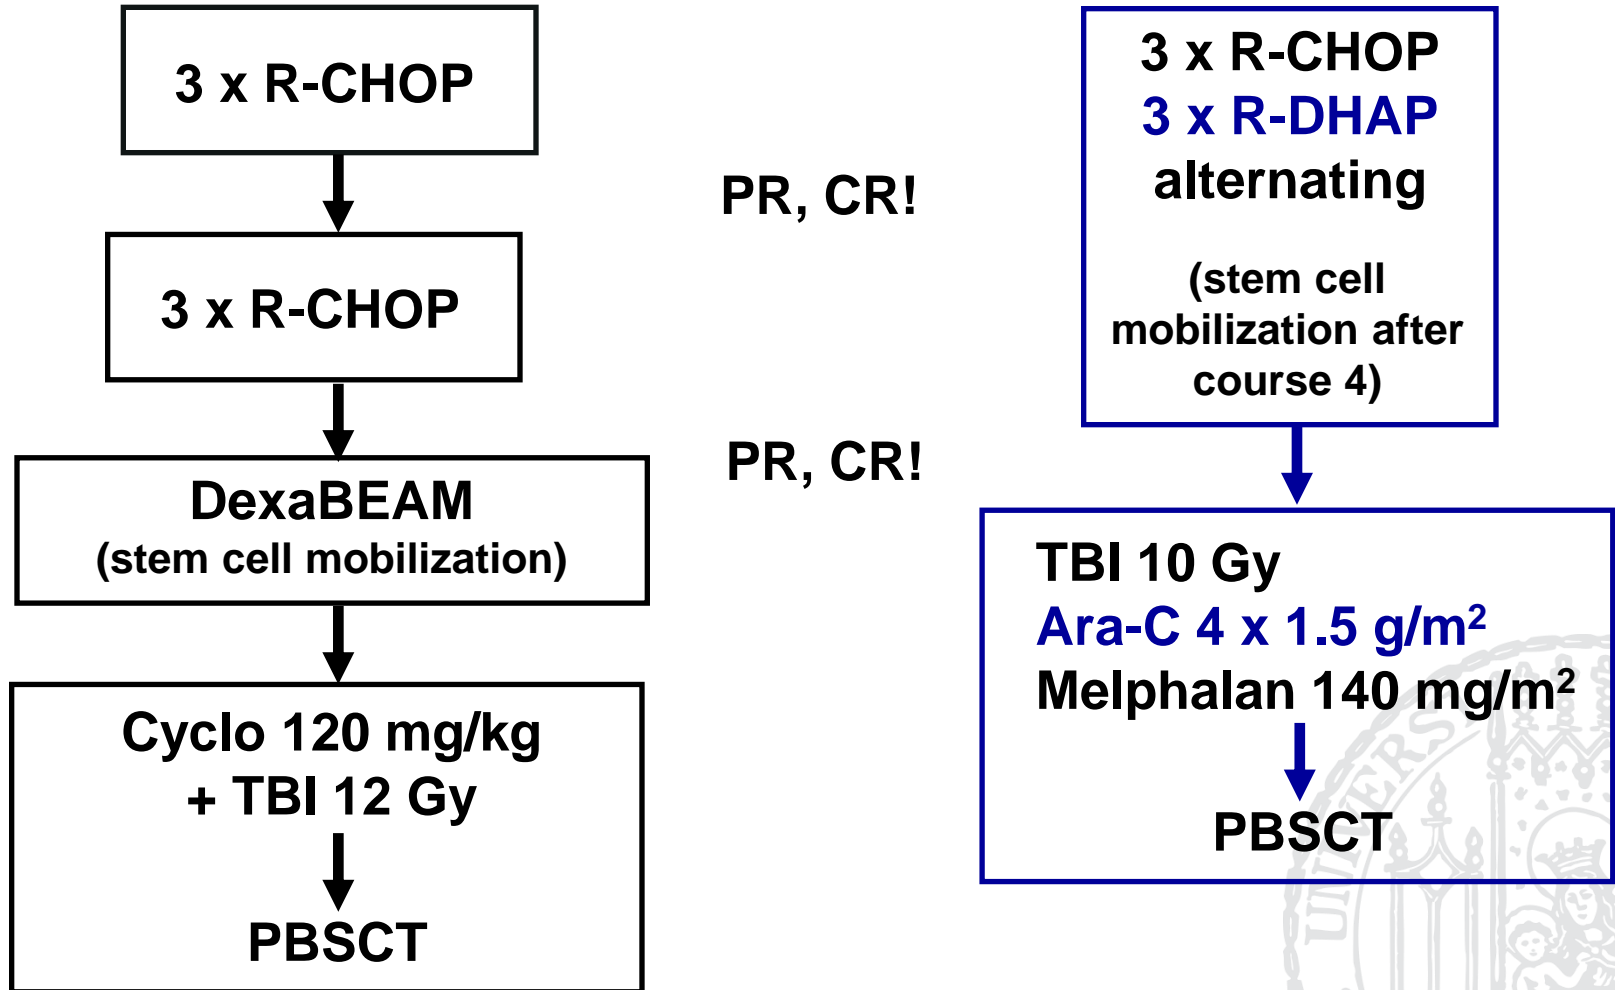 3 x R-CHOP
3 x R-CHOP
DexaBEAM
(stem cell mobilization)
Cyclo 120 mg/kg
+ TBI 12 Gy
PBSCT
PR, CR!
PR, CR!
3 x R-CHOP
3 x R-DHAP
alternating
(stem cell
mobilization after
course 4)
TBI 10 Gy
Ara-C 4 x 1.5 g/m²
Melphalan 140 mg/m²
PBSCT